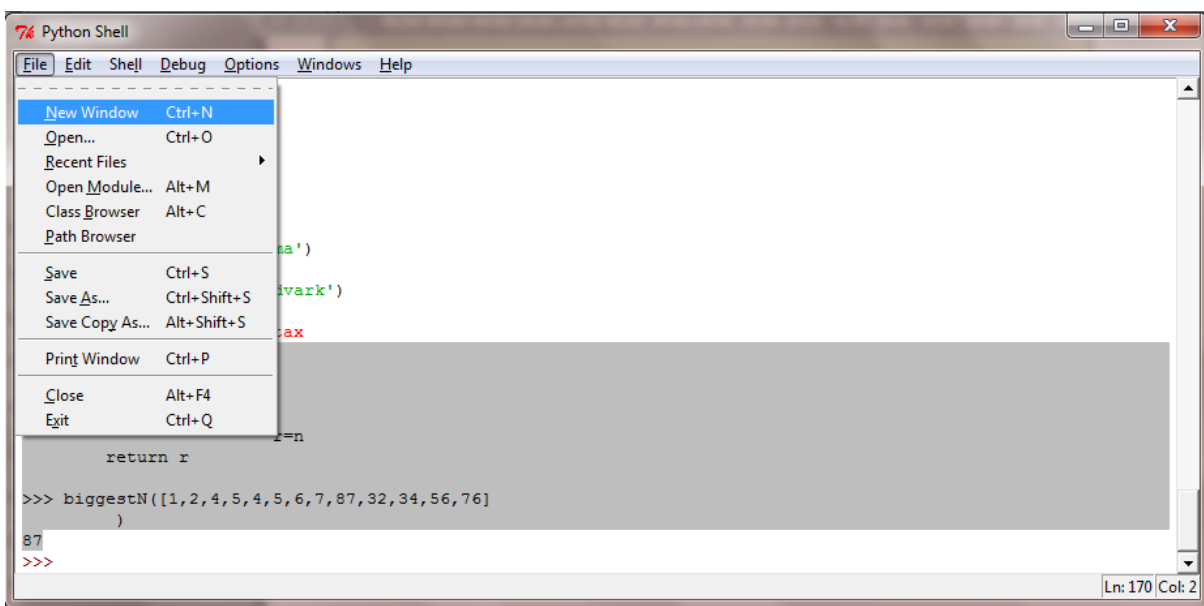 Python Shell
File Edit Shell Debug Options Windows Help
New Window Ctrl+N
Open... Ctrl+O
Recent Files
Open Module... Alt+M
Class Browser Alt+C
Path Browser
Save Ctrl+S
Save As... Ctrl+Shift+S
Save Copy As... Alt+Shift+S
Print Window Ctrl+P
Close Alt+F4
Exit Ctrl+Q
')
vark')
tax
r=n
return r
>>> biggestN([1,2,4,5,4,5,6,7,87,32,34,56,76]
)
87
>>>
Ln: 170 Col: 2